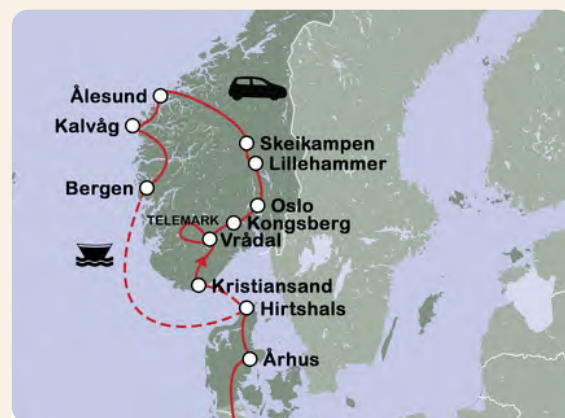 Ålesund
Kalvåg
Skeikampen
Lillehammer
Bergen
Oslo
TELEMARK
Kongsberg
Vrådal
Kristiansand
Hirtshals
Århus